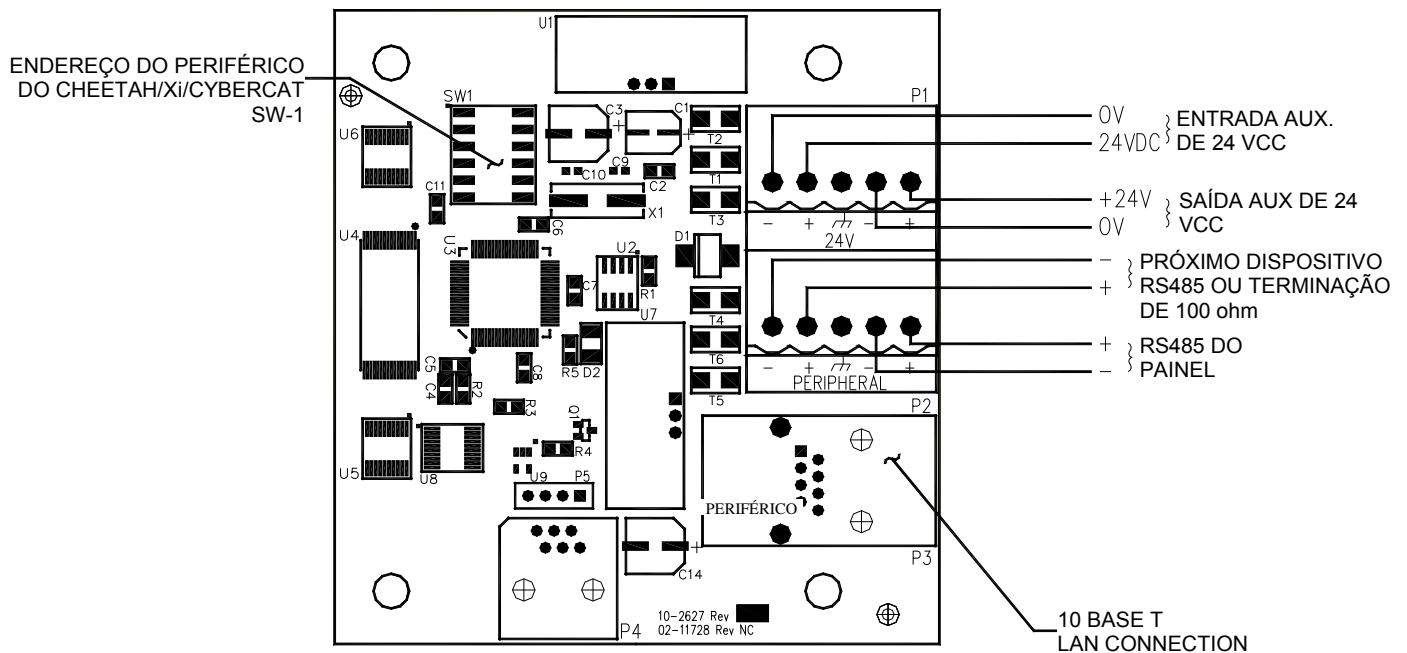 U1
ENDEREÇO DO PERIFÉRICO
DO CHEETAH/Xi/CYBERCAT
SW-1
SW1
C3
C1
P1
U6
T2
0V
24VDC
ENTRADA AUX.
DE 24 VCC
C10
C9
C2
T1
C11
X1
T3
+24V
0V
SAÍDA AUX DE 24
VCC
C6
- + - +
24V
U4
U3
U2
D1
C7
R1
-
+
PRÓXIMO DISPOSITIVO
RS485 OU TERMINAÇÃO
DE 100 ohm
U7
T4
T6
+
-
RS485 DO
PAINEL
C5
C4
R2
C8
R5
D2
- + - +
PERIPHERAL
T5
R3
Q1
P2
R4
U5
U8
U9
P5
PERIFÉRICO
P3
C14
10-2627 Rev
02-11728 Rev NC
P4
10 BASE T
LAN CONNECTION